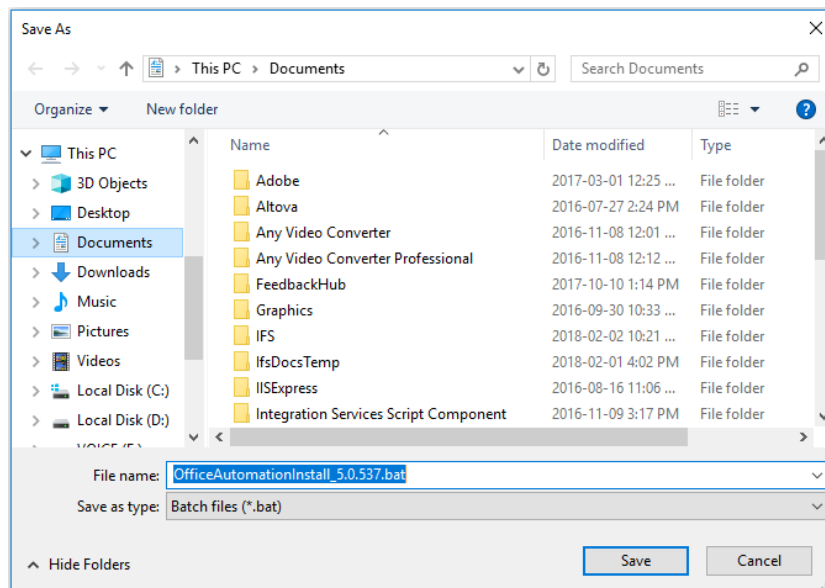 Save As
This PC > Documents
Search Documents
Organize
New folder
Name Date modified Type
This PC
3D Objects
Desktop
Documents
Downloads
Music
Pictures
Videos
Local Disk (C:)
Local Disk (D:)
Adobe 2017-03-01 12:25 ... File folder
Altova 2016-07-27 2:24 PM File folder
Any Video Converter 2016-11-08 12:01 ... File folder
Any Video Converter Professional 2016-11-08 12:12 ... File folder
FeedbackHub 2017-10-10 1:14 PM File folder
Graphics 2016-09-30 10:33 ... File folder
IFS 2018-02-02 10:21 ... File folder
IfsDocsTemp 2018-02-01 4:02 PM File folder
IISExpress 2016-08-16 11:06 ... File folder
Integration Services Script Component 2016-11-09 3:17 PM File folder
File name: OfficeAutomationInstall_5.0.537.bat
Save as type: Batch files (*.bat)
Hide Folders
Save
Cancel